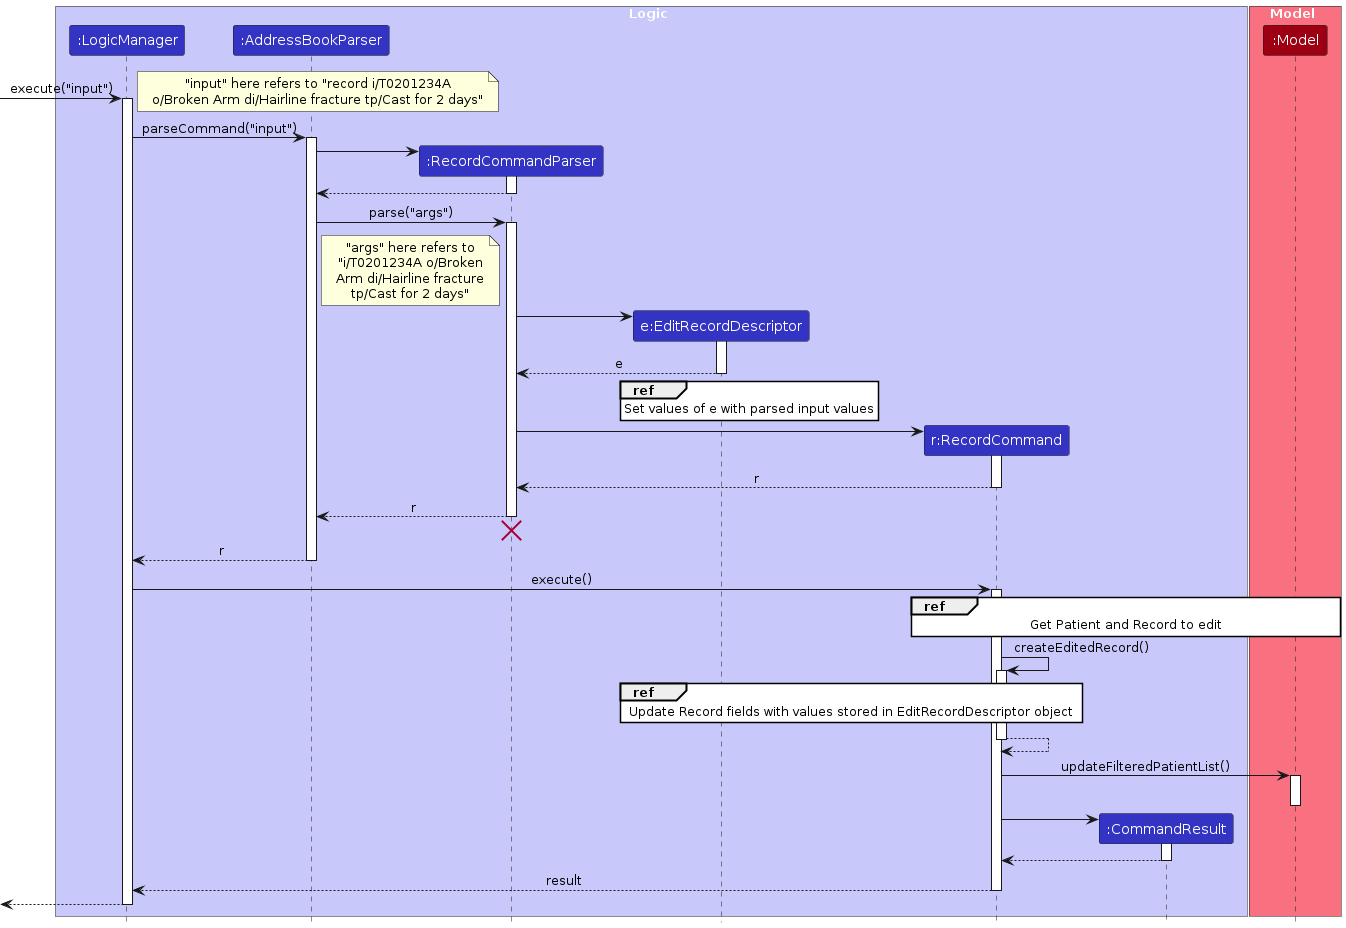 Logic
Model
:LogicManager
:AddressBookParser
:Model
execute("input")
"input" here refers to "record i/T0201234A
o/Broken Arm di/Hairline fracture tp/Cast for 2 days"
parseCommand("input")
:RecordCommandParser
parse("args")
"args" here refers to
"i/T0201234A o/Broken
Arm di/Hairline fracture
tp/Cast for 2 days"
e:EditRecordDescriptor
e
ref
Set values of e with parsed input values
r:RecordCommand
r
r
r
execute()
ref
Get Patient and Record to edit
createEditedRecord()
ref
Update Record fields with values stored in EditRecordDescriptor object
updateFilteredPatientList()
:CommandResult
result